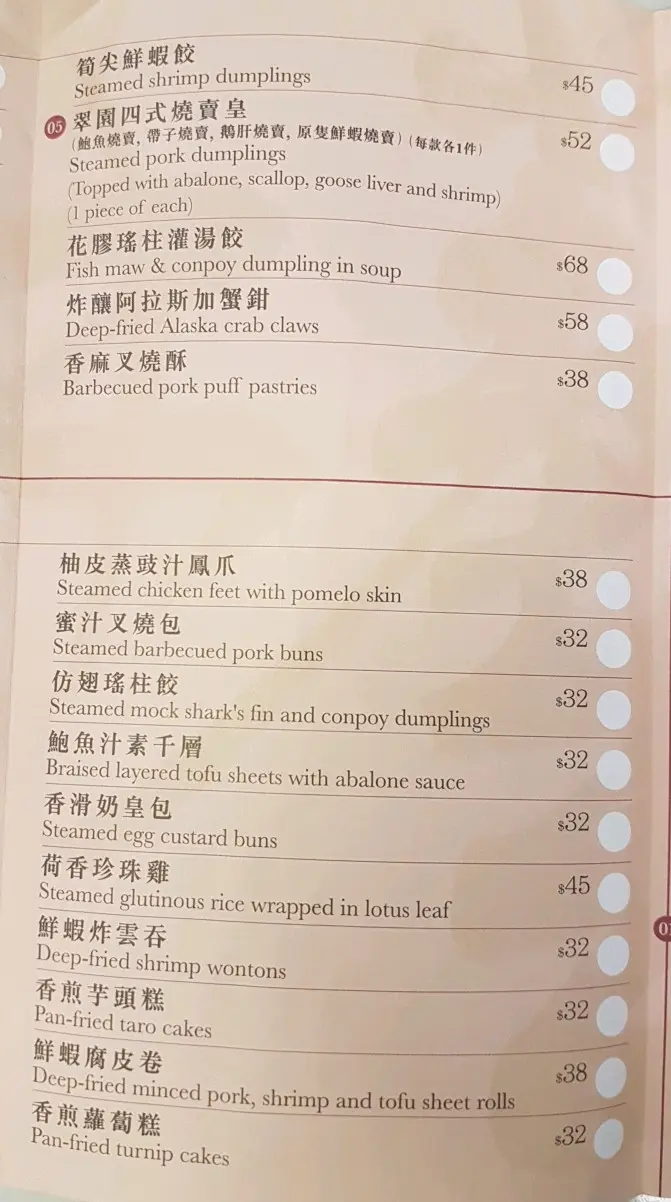 筍尖鮮蝦餃
Steamed shrimp dumplings $45
05 翠園四式燒賣皇
(鮑魚燒賣, 帶子燒賣, 鵝肝燒賣, 原隻鮮蝦燒賣) (每款各1件) $52
Steamed pork dumplings
(Topped with abalone, scallop, goose liver and shrimp)
(1 piece of each)
花膠瑤柱灌湯餃
Fish maw & conpoy dumpling in soup $68
炸釀阿拉斯加蟹鉗
Deep-fried Alaska crab claws $58
香麻叉燒酥
Barbecued pork puff pastries $38
柚皮蒸豉汁鳳爪
Steamed chicken feet with pomelo skin $38
蜜汁叉燒包
Steamed barbecued pork buns $32
仿翅瑤柱餃
Steamed mock shark's fin and conpoy dumplings $32
鮑魚汁素千層
Braised layered tofu sheets with abalone sauce $32
香滑奶皇包
Steamed egg custard buns $32
荷香珍珠雞
Steamed glutinous rice wrapped in lotus leaf $45
鮮蝦炸雲吞
Deep-fried shrimp wontons $32
香煎芋頭糕
Pan-fried taro cakes $32
鮮蝦腐皮卷
Deep-fried minced pork, shrimp and tofu sheet rolls $38
香煎蘿蔔糕
Pan-fried turnip cakes $32